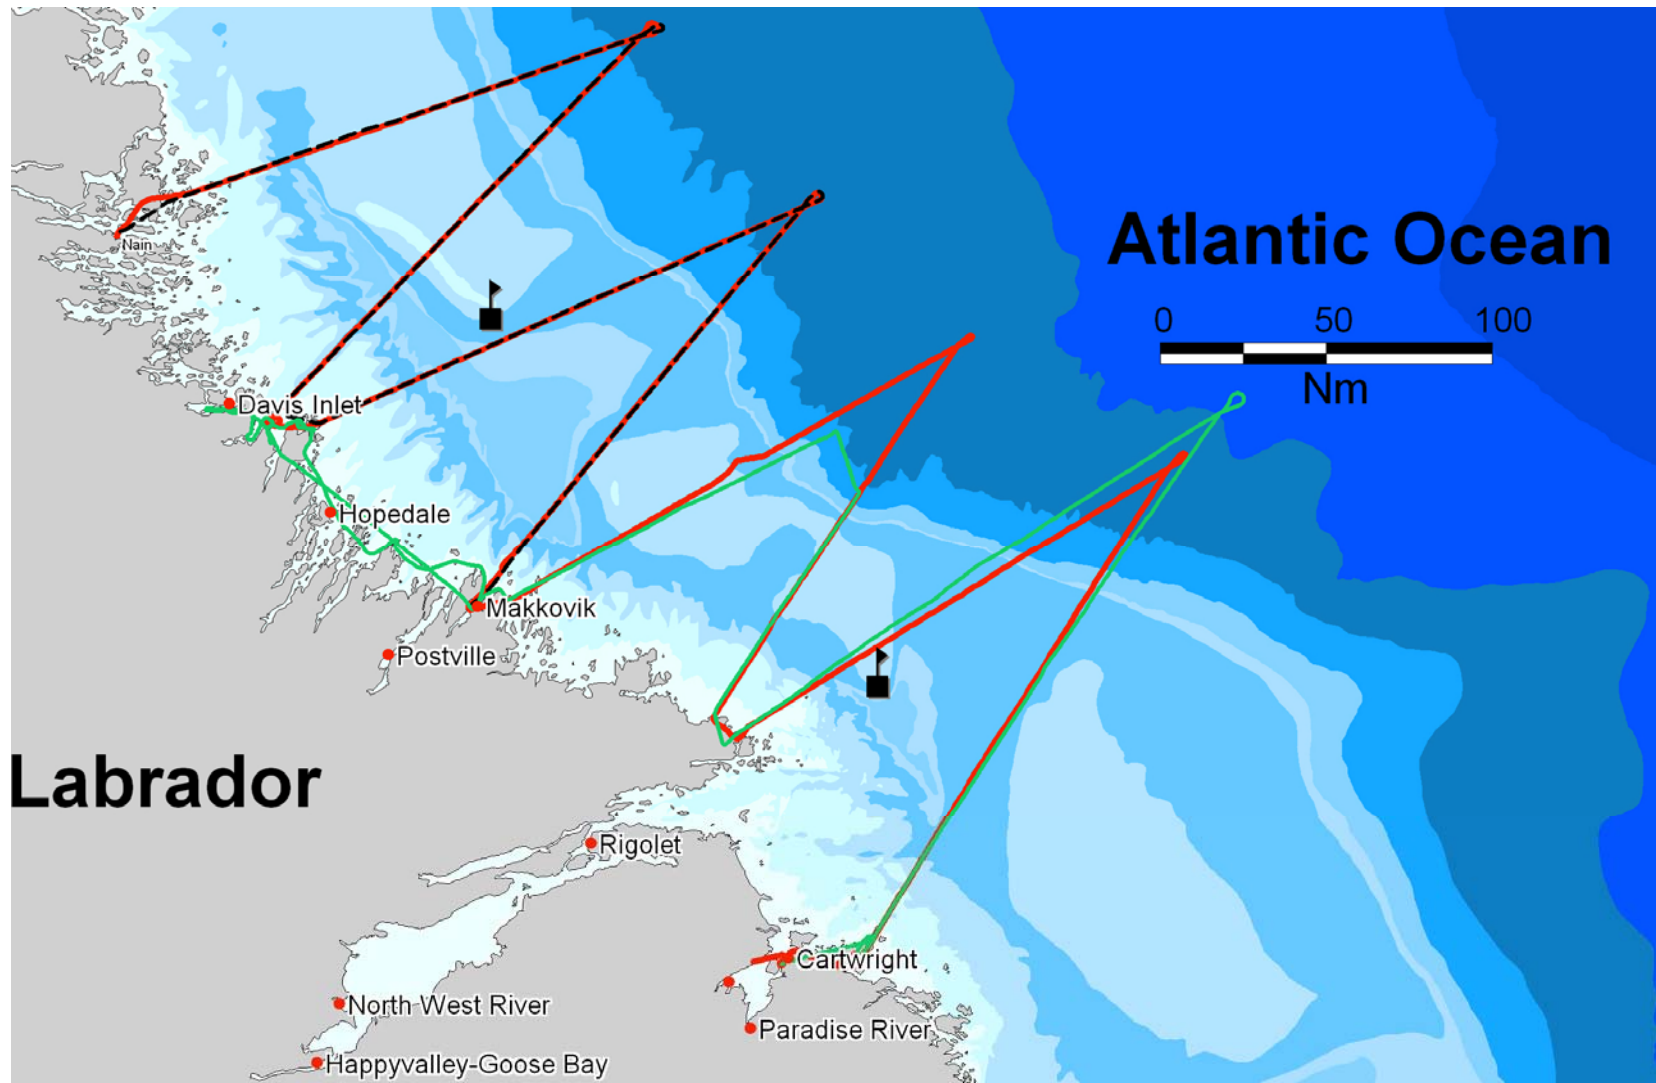 Atlantic Ocean
Nain
0 50 100
Nm
Davis Inlet
Hopedale
Makkovik
Postville
Labrador
Rigolet
Cartwright
North West River
Paradise River
Happyvalley-Goose Bay